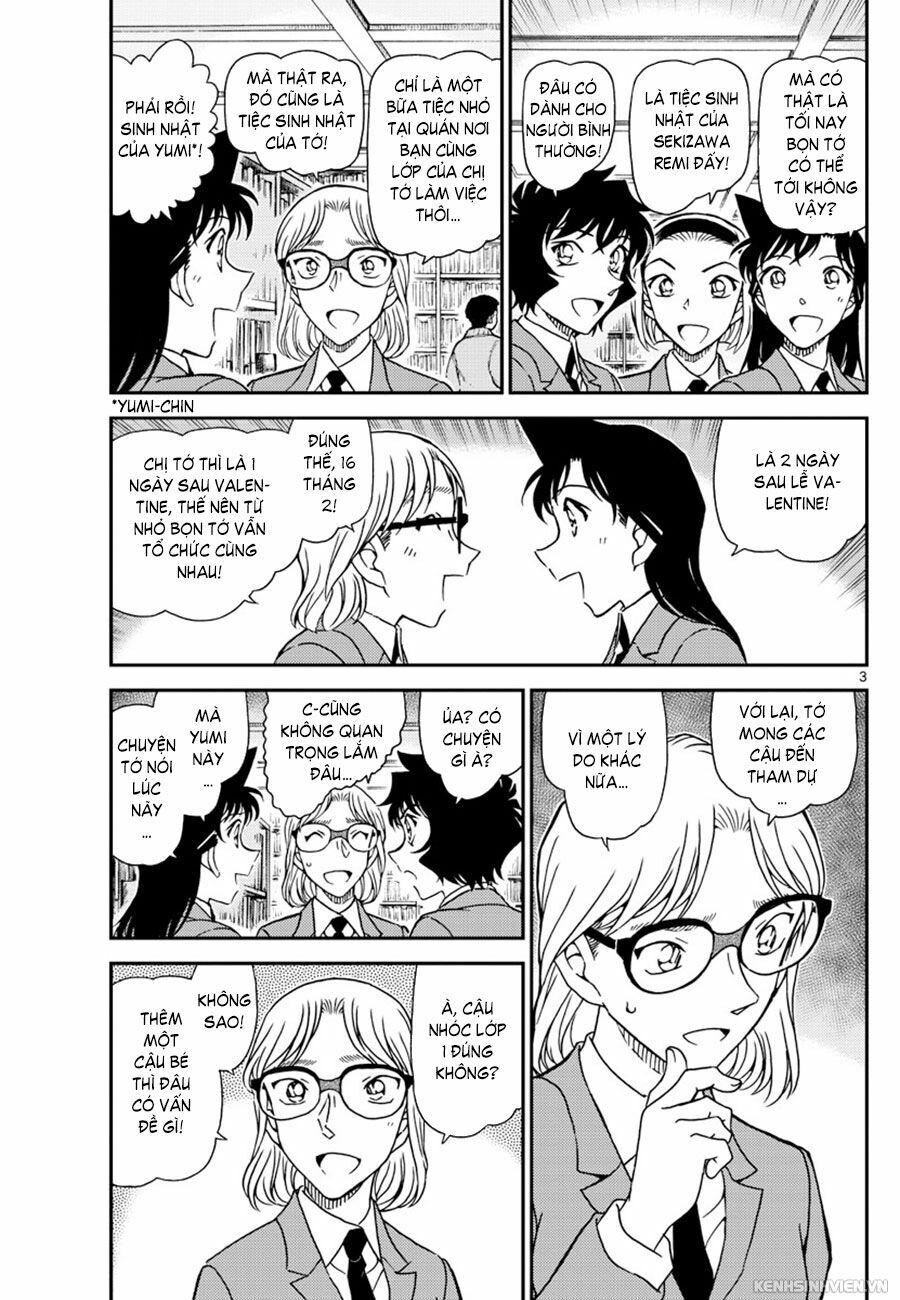 MÀ CÓ
THẬT LÀ
TỐI NAY
BỌN TỚ
CÓ THỂ
TỚI KHÔNG
VẬY?
LÀ TIỆC SINH
NHẬT CỦA
SEKIZAWA
REMI ĐẤY!
ĐÂU CÓ
DÀNH CHO
NGƯỜI BÌNH
THƯỜNG!
CHỈ LÀ MỘT
BỮA TIỆC NHỎ
TẠI QUÁN NƠI
BẠN CÙNG
LỚP CỦA CHỊ
TỚ LÀM VIỆC
THÔI...
MÀ THẬT RA,
ĐÓ CŨNG LÀ
TIỆC SINH NHẬT
CỦA TỚ!
PHẢI RỒI!
SINH NHẬT
CỦA YUMI*!
*YUMI-CHIN
LÀ 2 NGÀY
SAU LỄ VA-
LENTINE!
ĐÚNG
THẾ, 16
THÁNG
2!
CHỊ TỚ THÌ LÀ 1
NGÀY SAU VALEN-
TINE, THẾ NÊN TỪ
NHỎ BỌN TỚ VẪN
TỔ CHỨC CÙNG
NHAU!
3
VỚI LẠI, TỚ
MONG CÁC
CẬU ĐẾN
THAM DỰ
...
VÌ MỘT LÝ
DO KHÁC
NỮA...
ỦA? CÓ
CHUYỆN
GÌ À?
C-CŨNG
KHÔNG QUAN
TRỌNG LẮM
ĐÂU...
MÀ
YUMI
NÀY...
CHUYỆN
TỚ NÓI
LÚC NÀY
...
À, CẬU
NHÓC LỚP
1 ĐÚNG
KHÔNG?
KHÔNG
SAO!
THÊM
MỘT
CẬU BÉ
THÌ ĐÂU
CÓ VẤN
ĐỀ GÌ!
KENHSINHVIEN.VN